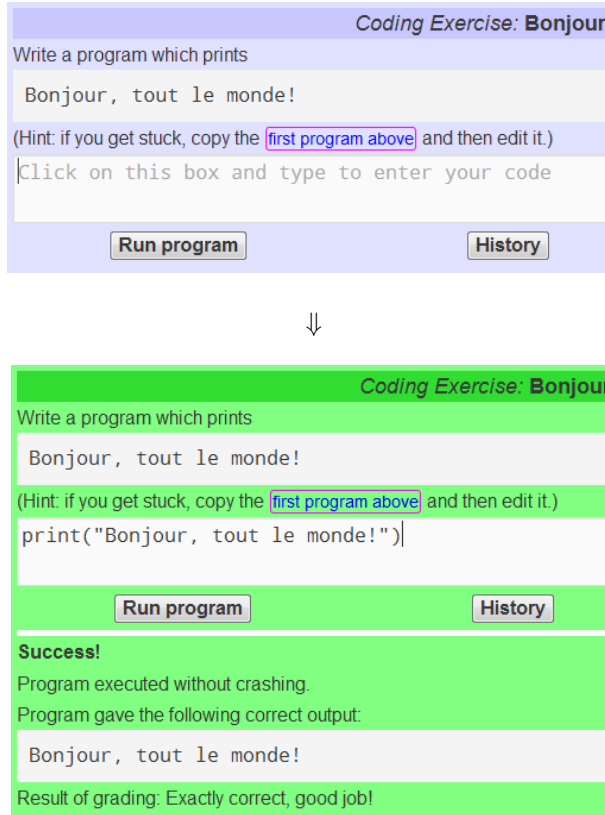 Coding Exercise: Bonjour
Write a program which prints
Bonjour, tout le monde!
(Hint: if you get stuck, copy the first program above and then edit it.)
Click on this box and type to enter your code
Run program History
⇓
Coding Exercise: Bonjour
Write a program which prints
Bonjour, tout le monde!
(Hint: if you get stuck, copy the first program above and then edit it.)
print("Bonjour, tout le monde!")
Run program History
Success!
Program executed without crashing.
Program gave the following correct output:
Bonjour, tout le monde!
Result of grading: Exactly correct, good job!